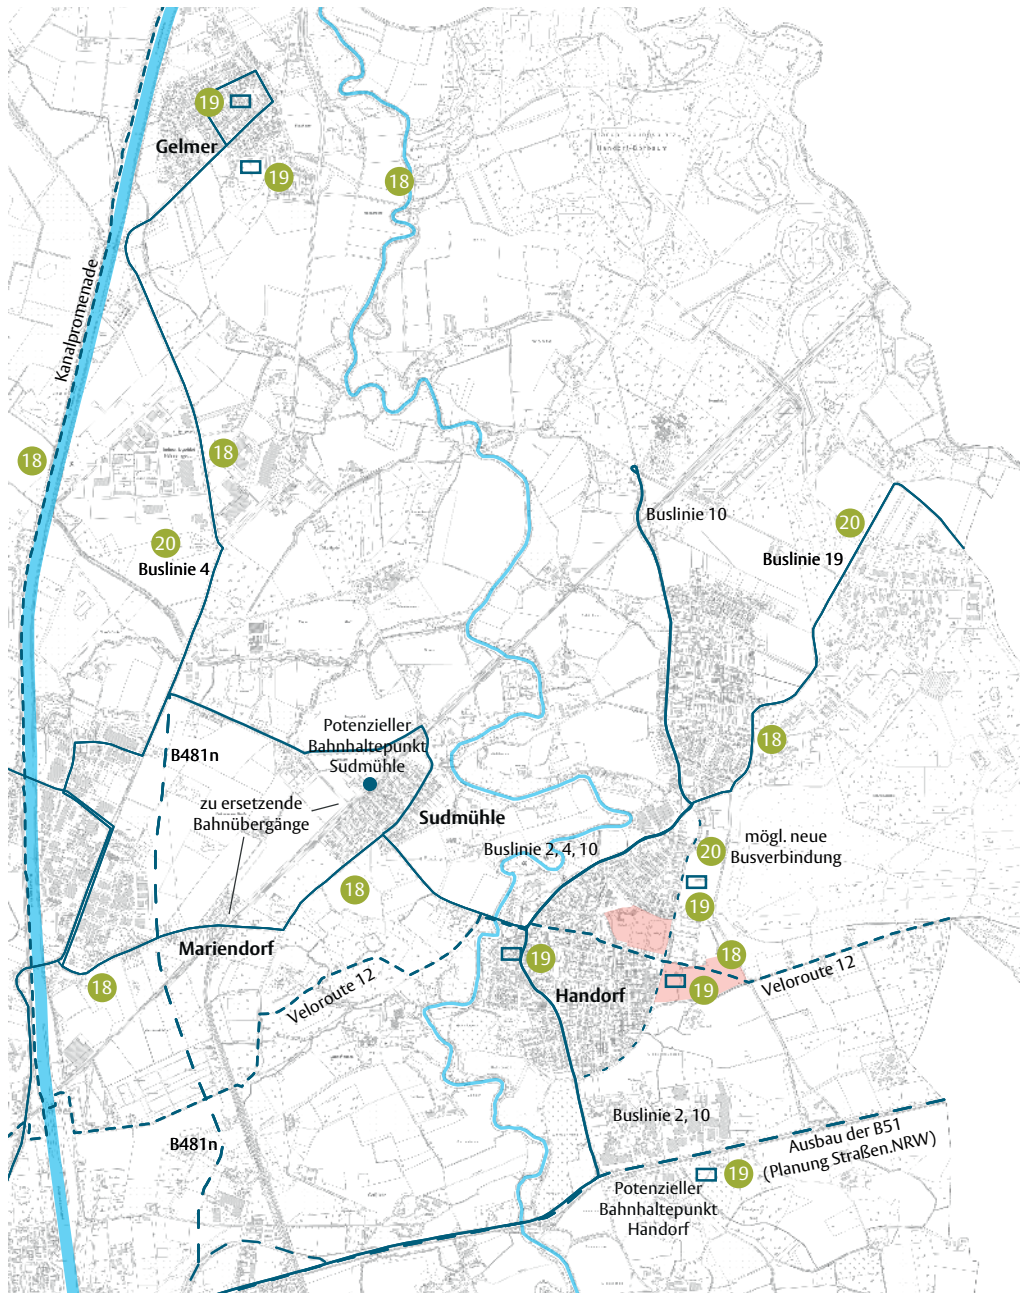 19
Gelmer
19
18
Kanalpromenade
18
18
20
Buslinie 4
Buslinie 10
20
Buslinie 19
18
B481n
Potenzieller
Bahnhaltepunkt
Sudmühle
zu ersetzende
Bahnübergänge
Sudmühle
Buslinie 2, 4, 10
20
mögl. neue
Busverbindung
18
19
Mariendorf
18
Veloroute 12
19
Handorf
18
19
Veloroute 12
B481n
Buslinie 2, 10
Ausbau der B51
(Planung Straßen.NRW)
19
Potenzieller
Bahnhaltepunkt
Handorf